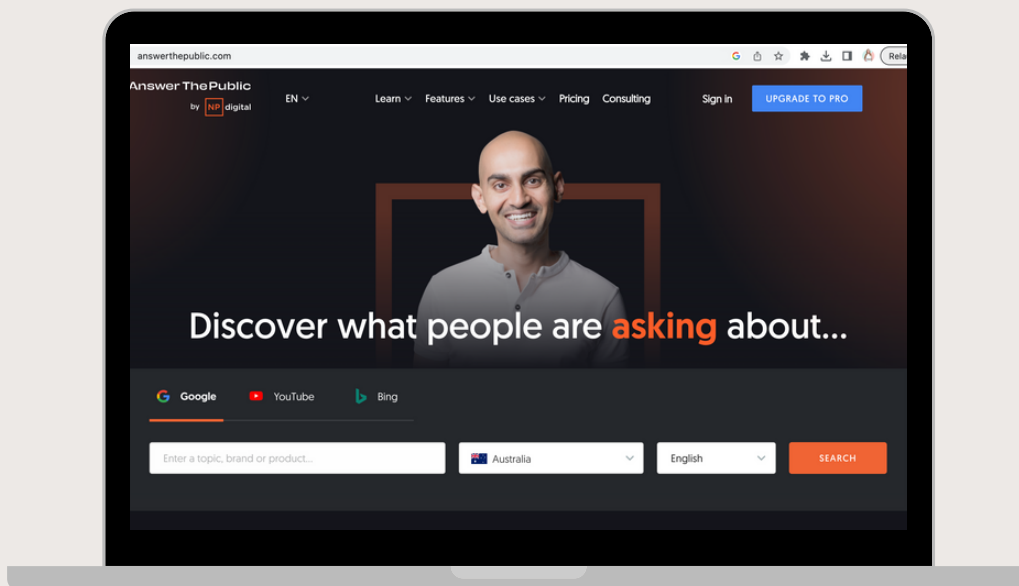 answerthepublic.com
Answer The Public
by NP digital
EN
Learn Features Use cases Pricing Consulting
Sign in
UPGRADE TO PRO
Discover what people are asking about...
Google YouTube Bing
Enter a topic, brand or product...
Australia
English
SEARCH